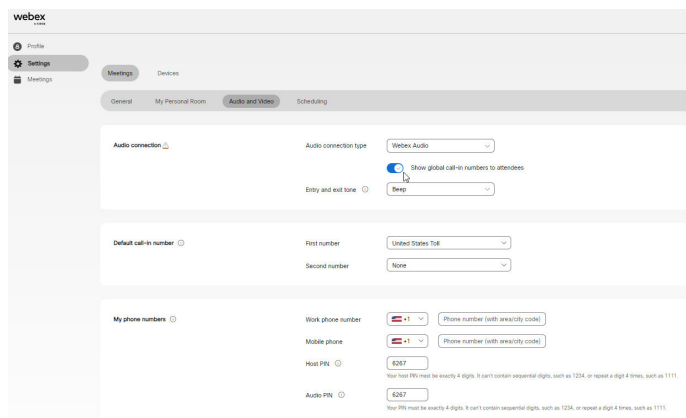 webex
Profile
Settings
Meetings
Meetings Devices
General My Personal Room Audio and Video Scheduling
Audio connection Audio connection type Webex Audio
Show global call-in numbers to attendees
Entry and exit tone Beep
Default call-in number First number United States Toll
Second number None
My phone numbers Work phone number +1 Phone number (with area/city code)
Mobile phone +1 Phone number (with area/city code)
Host PIN 6267
Your host PIN must be exactly 4 digits. It can't contain sequential digits, such as 1234, or repeat a digit 4 times, such as 1111.
Audio PIN 6267
Your PIN must be exactly 4 digits. It can't contain sequential digits, such as 1234, or repeat a digit 4 times, such as 1111.